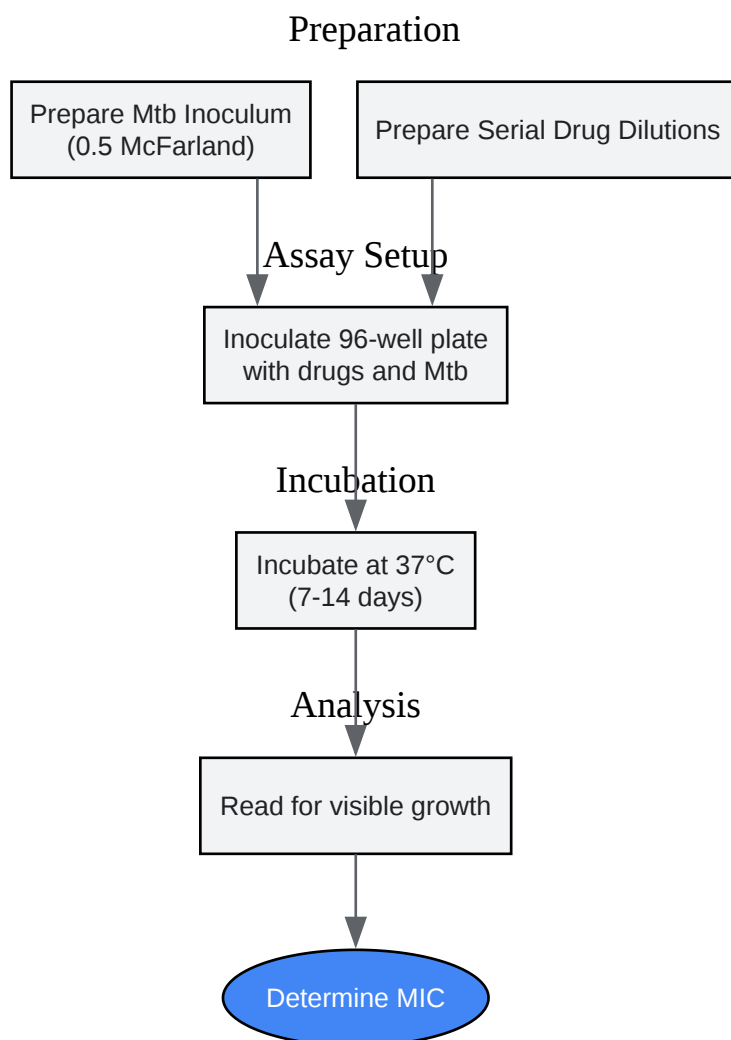 Preparation
Prepare Mtb Inoculum
(0.5 McFarland)
Prepare Serial Drug Dilutions
Assay Setup
Inoculate 96-well plate
with drugs and Mtb
Incubation
Incubate at 37°C
(7-14 days)
Analysis
Read for visible growth
Determine MIC